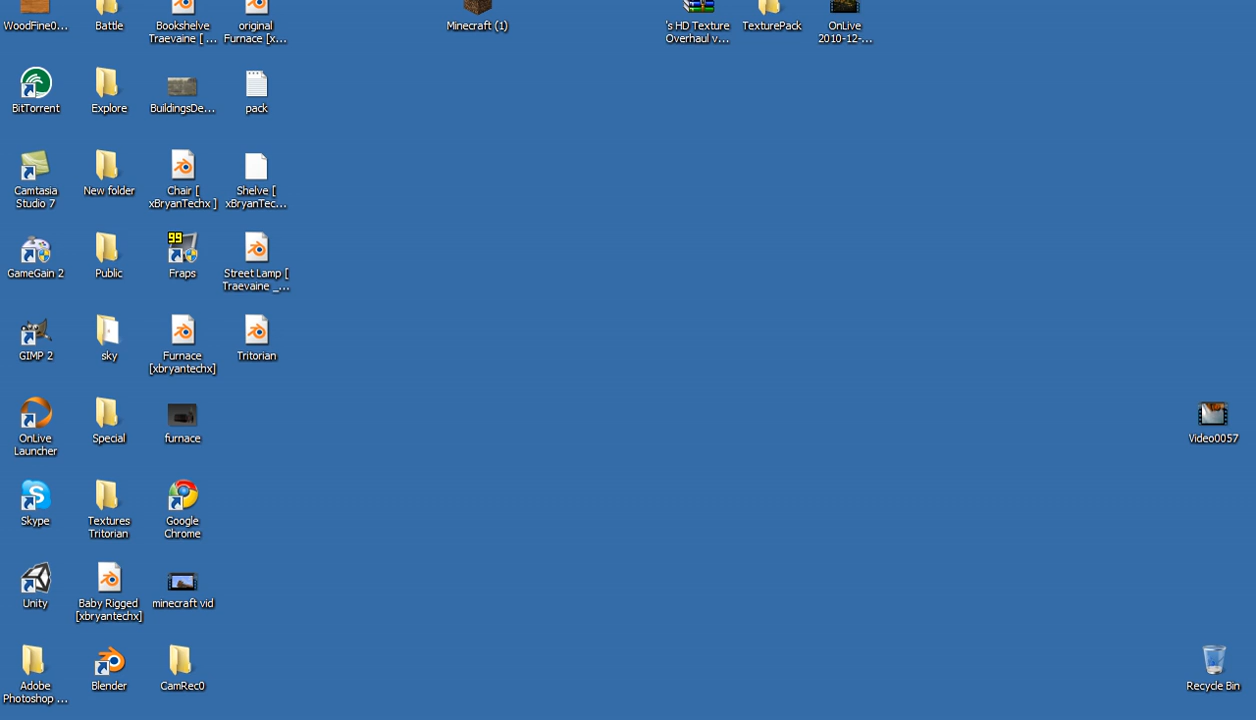 WoodFine0...
Battle
Bookshelve
Traevaine [ ...
original
Furnace [x...
Minecraft (1)
's HD Texture
Overhaul v...
TexturePack
OnLive
2010-12-...
BitTorrent
Explore
BuildingsDe...
pack
Camtasia
Studio 7
New folder
Chair [
xBryanTechx ]
Shelve [
xBryanTec...
GameGain 2
Public
99
Fraps
Street Lamp [
Traevaine _...
GIMP 2
sky
Furnace
[xbryantechx]
Tritorian
OnLive
Launcher
Special
furnace
Video0057
Skype
Textures
Tritorian
Google
Chrome
Unity
Baby Rigged
[xbryantechx]
minecraft vid
Adobe
Photoshop ...
Blender
CamRec0
Recycle Bin